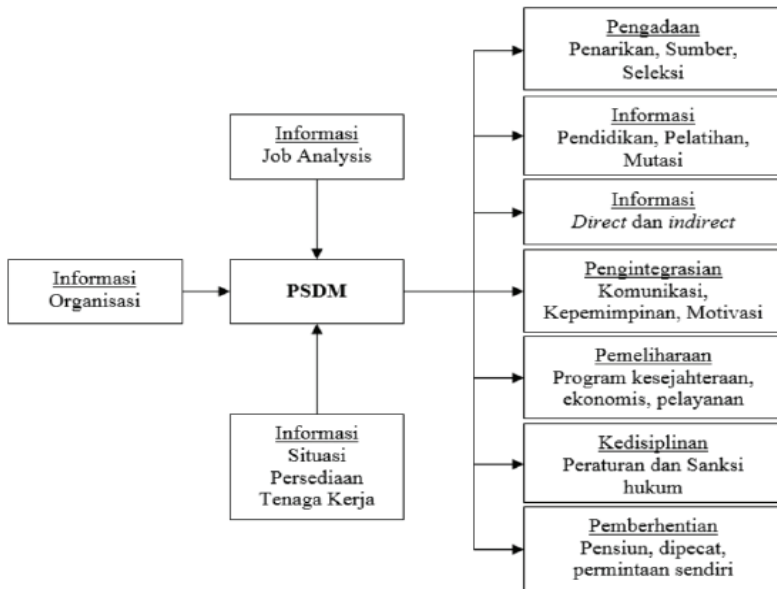 Informasi
Organisasi
Informasi
Job Analysis
PSDM
Informasi
Situasi
Persediaan
Tenaga Kerja
Pengadaan
Penarikan, Sumber,
Seleksi
Informasi
Pendidikan, Pelatihan,
Mutasi
Informasi
Direct dan indirect
Pengintegrasian
Komunikasi,
Kepemimpinan, Motivasi
Pemeliharaan
Program kesejahteraan,
ekonomis, pelayanan
Kedisiplinan
Peraturan dan Sanksi
hukum
Pemberhentian
Pensiun, dipecat,
permintaan sendiri